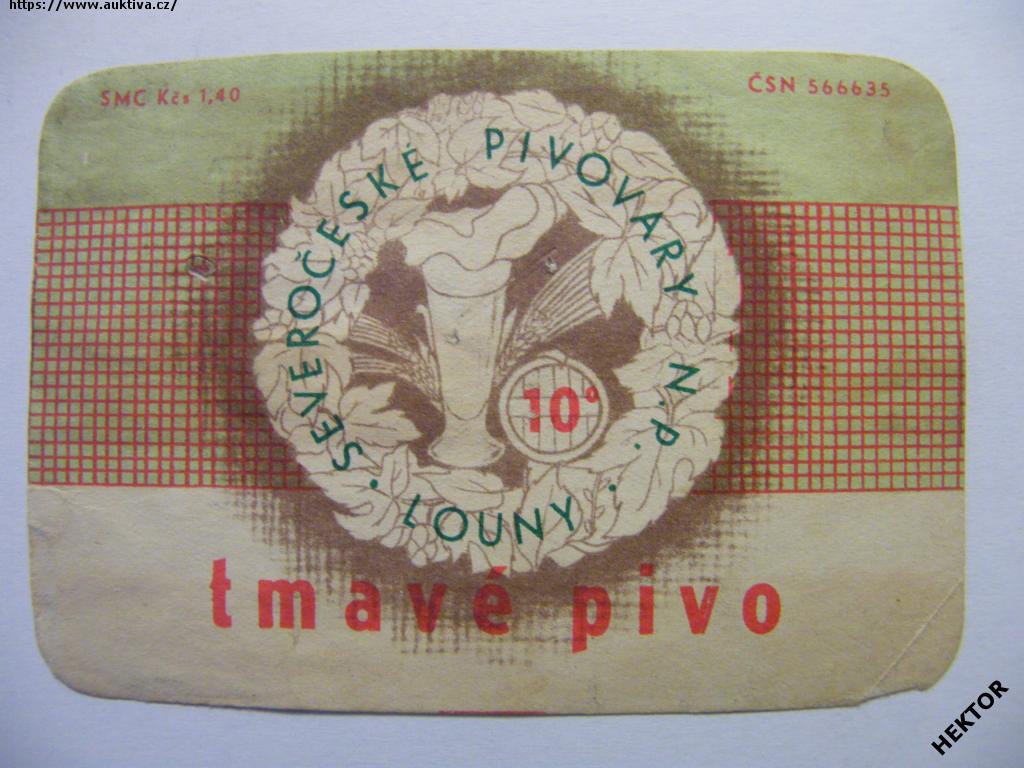 https://www.auktiva.cz/
SMC Kčs 1,40
ČSN 566635
SEVEROČESKÉ PIVOVARY N.P. · LOUNY ·
10°
tmavé pivo
HEKTOR